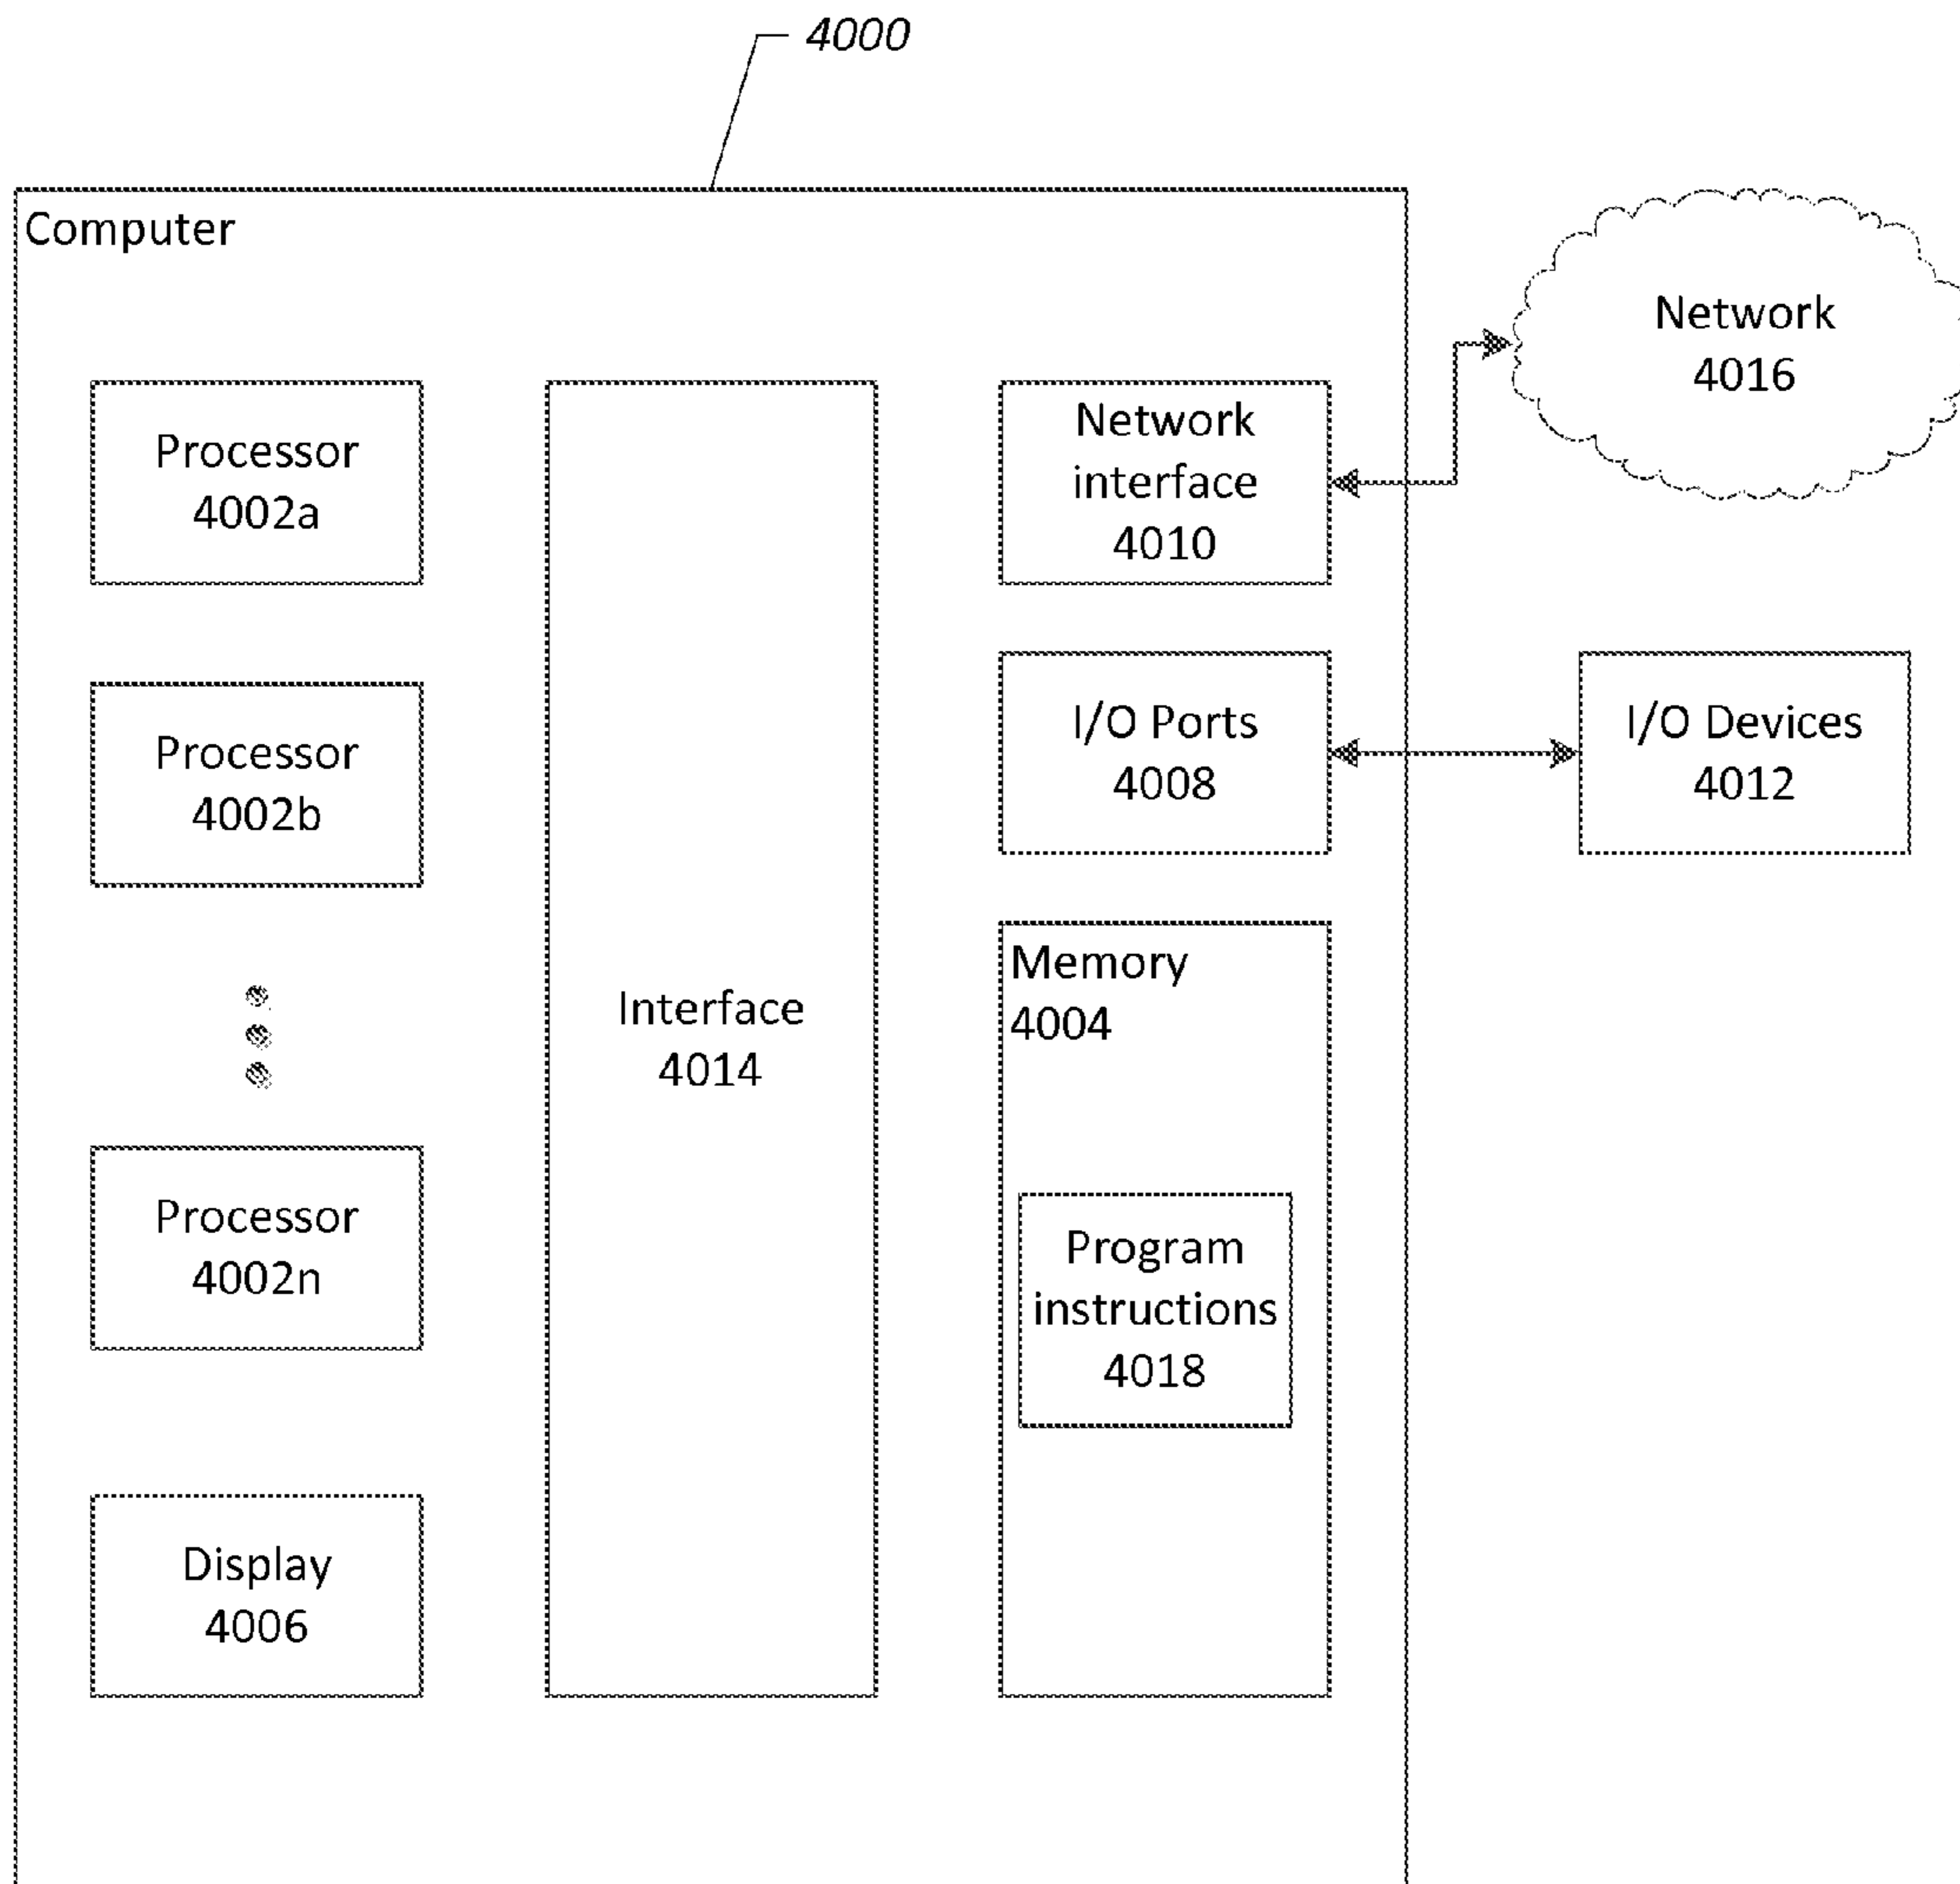 4000
Computer
Network
4016
Processor
4002a
Network
interface
4010
Processor
4002b
I/O Ports
4008
I/O Devices
4012
Interface
4014
Memory
4004
Processor
4002n
Program
instructions
4018
Display
4006